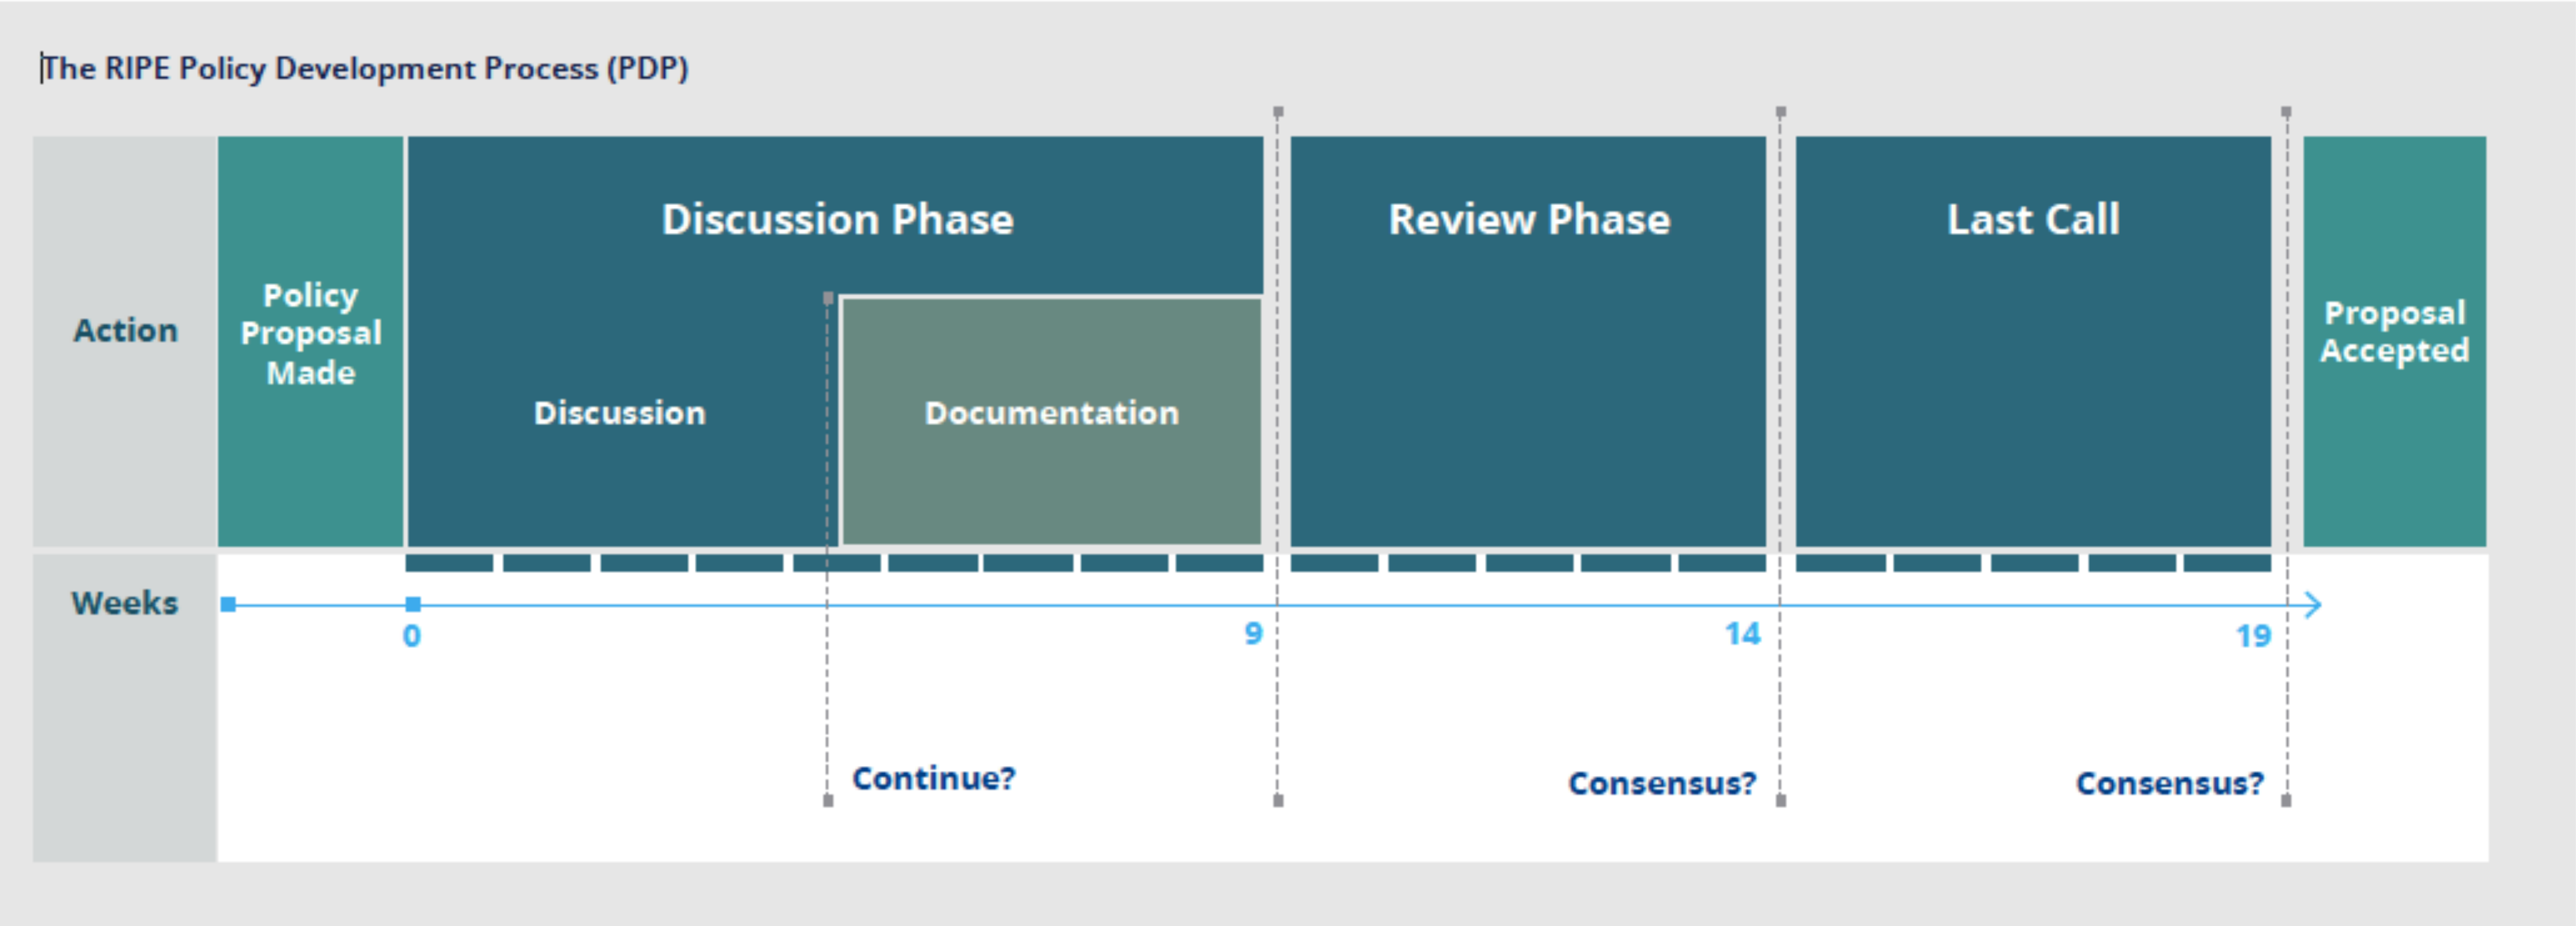 The RIPE Policy Development Process (PDP)
Action
Policy
Proposal
Made
Discussion Phase
Discussion
Documentation
Review Phase
Last Call
Proposal
Accepted
Weeks
0
9
14
19
Continue?
Consensus?
Consensus?